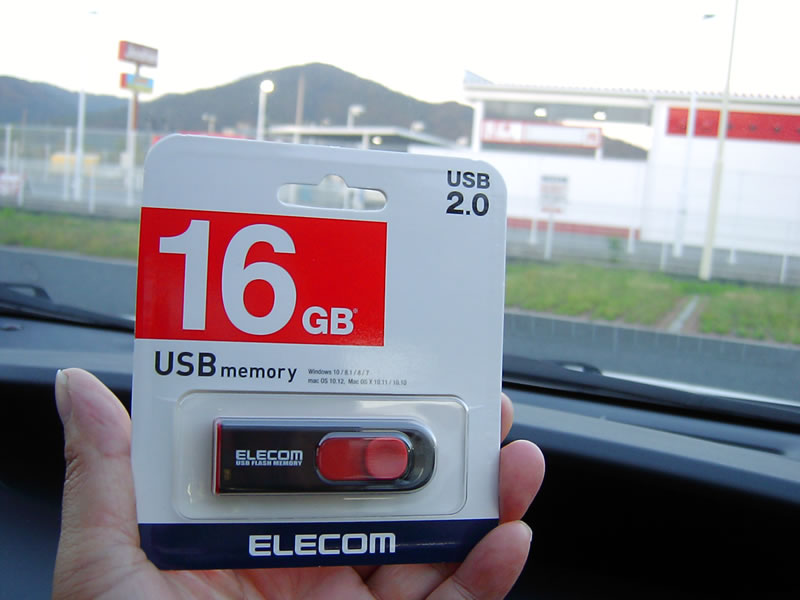 USB
2.0
16GB
USB memory
Windows 10 / 8.1 / 8 / 7
mac OS 10.12, Mac OS X 10.11 / 10.10
ELECOM
USB FLASH MEMORY
ELECOM